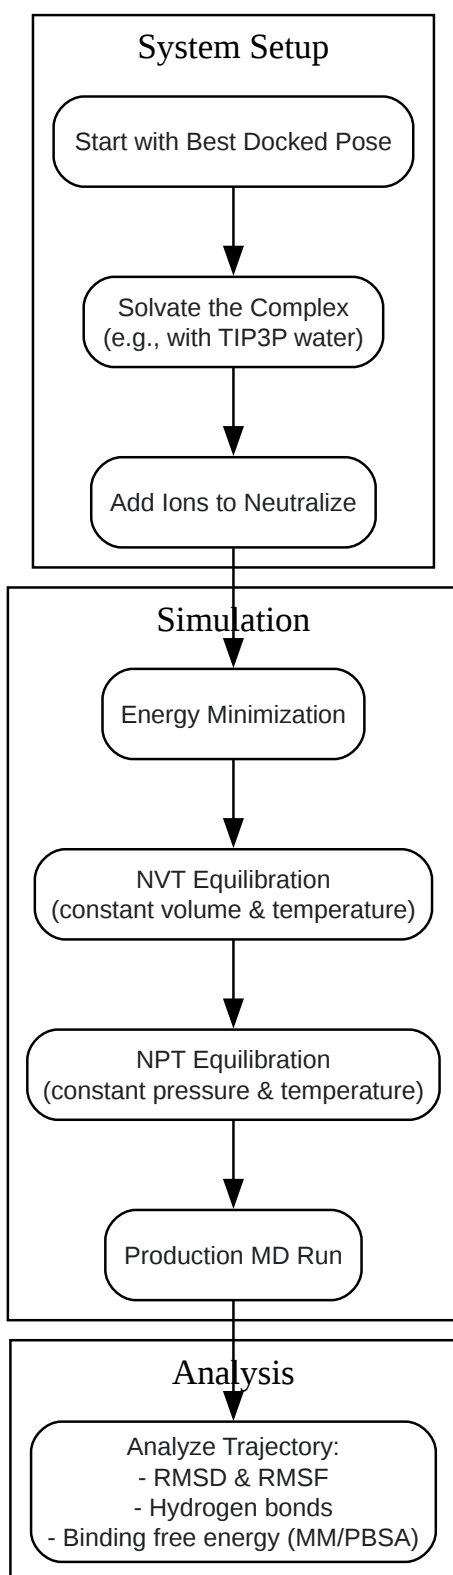 System Setup
Start with Best Docked Pose
Solvate the Complex
(e.g., with TIP3P water)
Add Ions to Neutralize
Simulation
Energy Minimization
NVT Equilibration
(constant volume & temperature)
NPT Equilibration
(constant pressure & temperature)
Production MD Run
Analysis
Analyze Trajectory:
- RMSD & RMSF
- Hydrogen bonds
- Binding free energy (MM/PBSA)